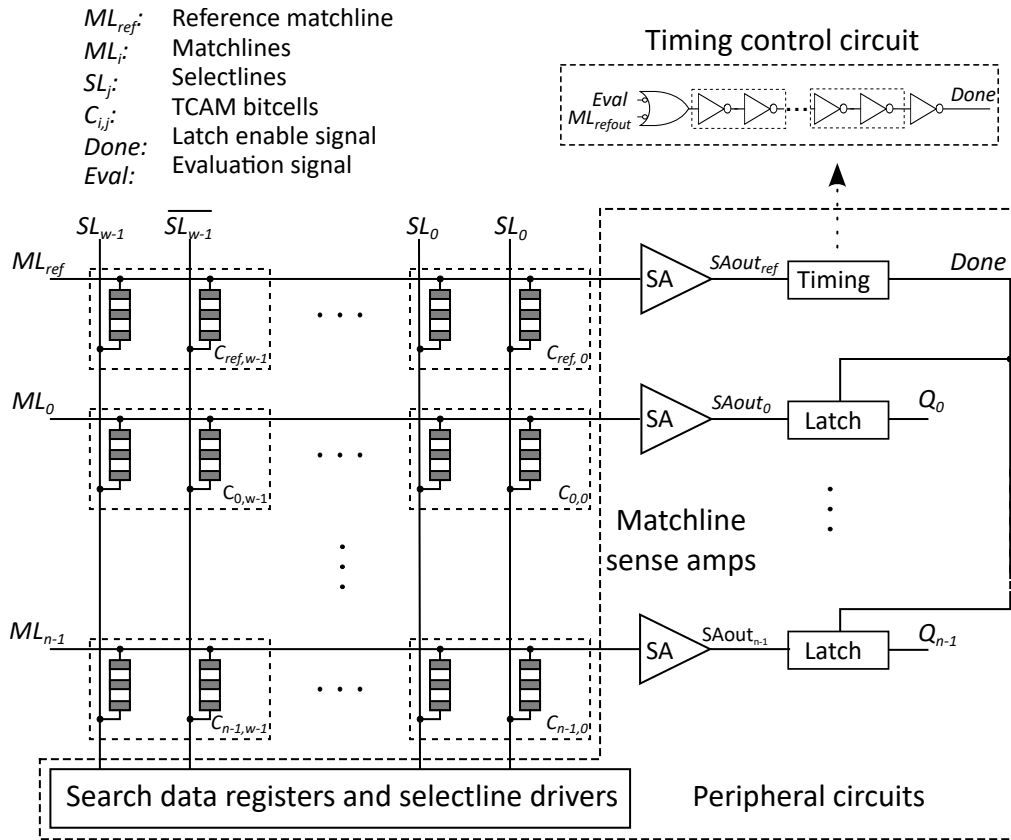 ML_ref: Reference matchline
ML_i: Matchlines
SL_j: Selectlines
C_i,j: TCAM bitcells
Done: Latch enable signal
Eval: Evaluation signal
Timing control circuit
Eval
ML_refout
Done
SL_w-1 S̅L̅_w-1 SL_0 SL_0
ML_ref
C_ref,w-1
C_ref,0
SA
SAout_ref
Timing
Done
ML_0
C_0,w-1
C_0,0
SA
SAout_0
Latch
Q_0
Matchline
sense amps
ML_n-1
C_n-1,w-1
C_n-1,0
SA
SAout_n-1
Latch
Q_n-1
Search data registers and selectline drivers
Peripheral circuits